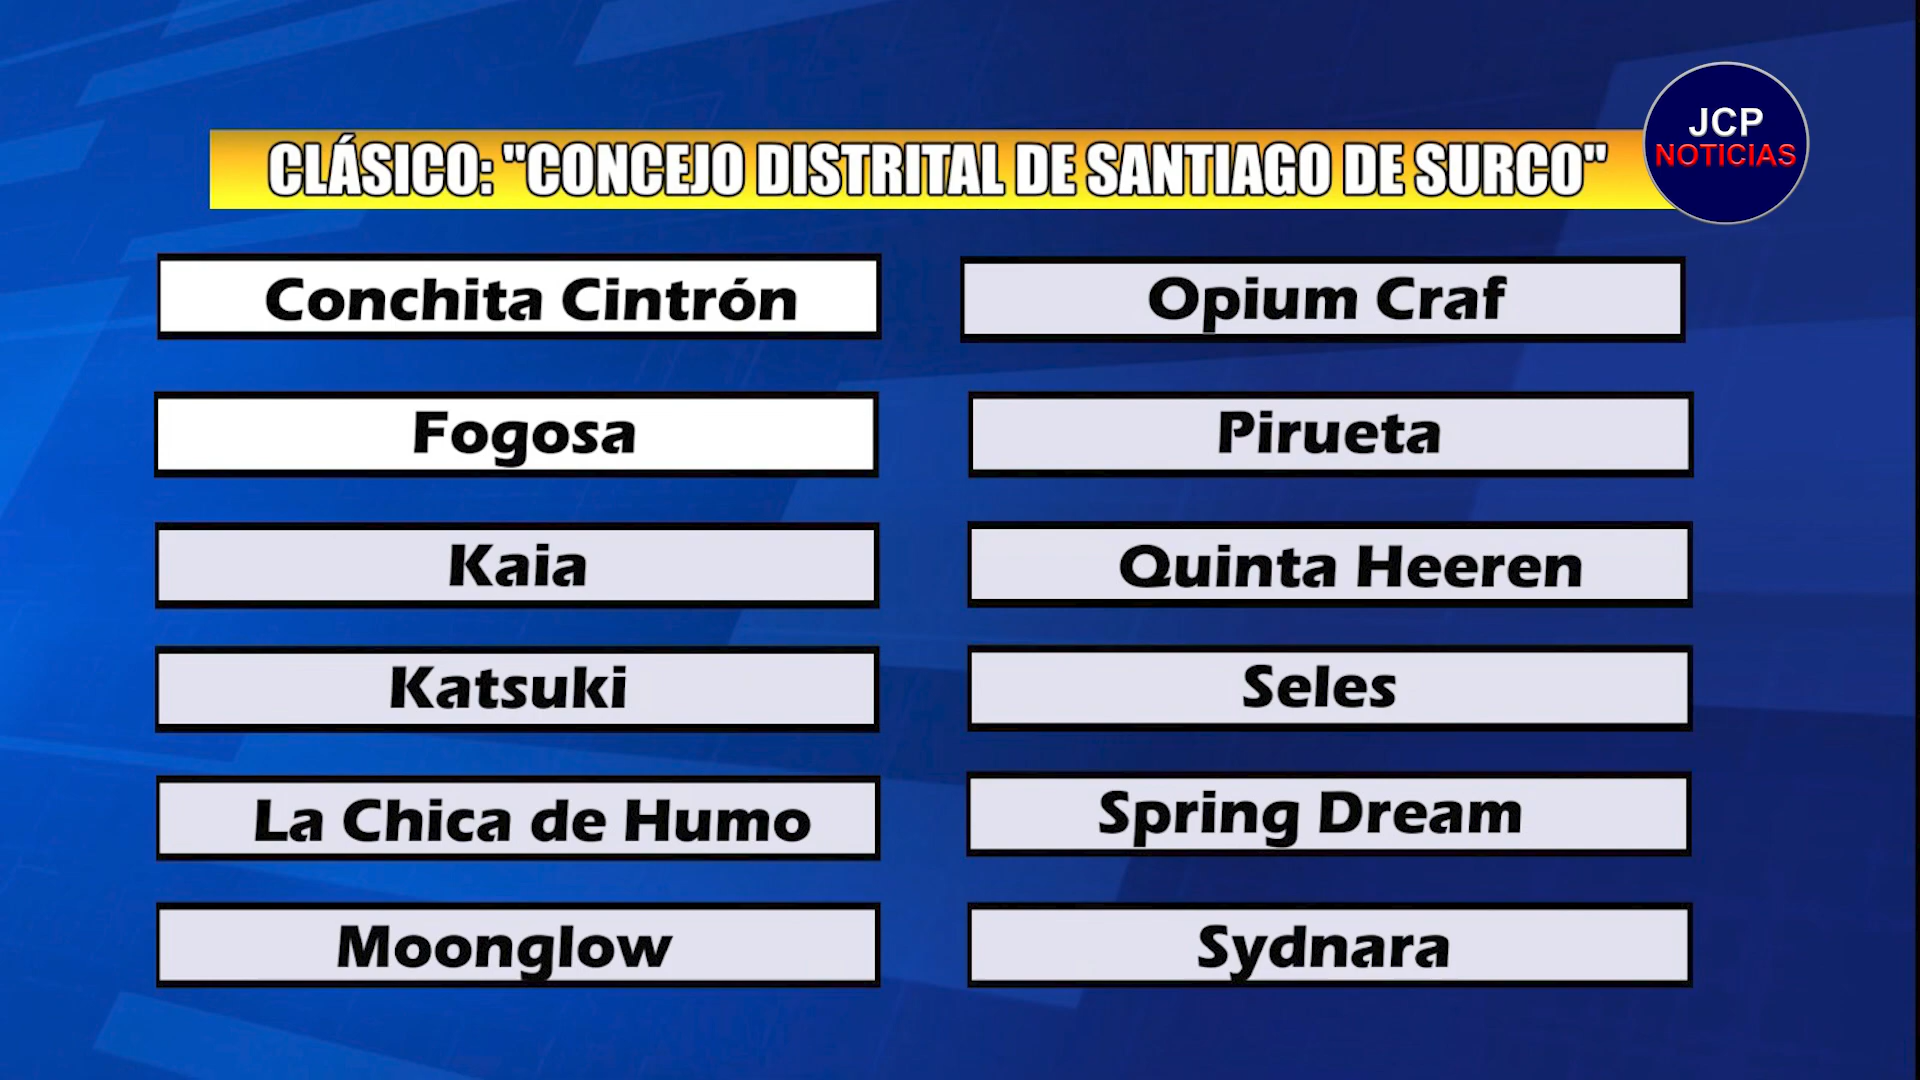 CLÁSICO: "CONCEJO DISTRITAL DE SANTIAGO DE SURCO"
JCP
NOTICIAS
Conchita Cintrón
Fogosa
Kaia
Katsuki
La Chica de Humo
Moonglow
Opium Craf
Pirueta
Quinta Heeren
Seles
Spring Dream
Sydnara